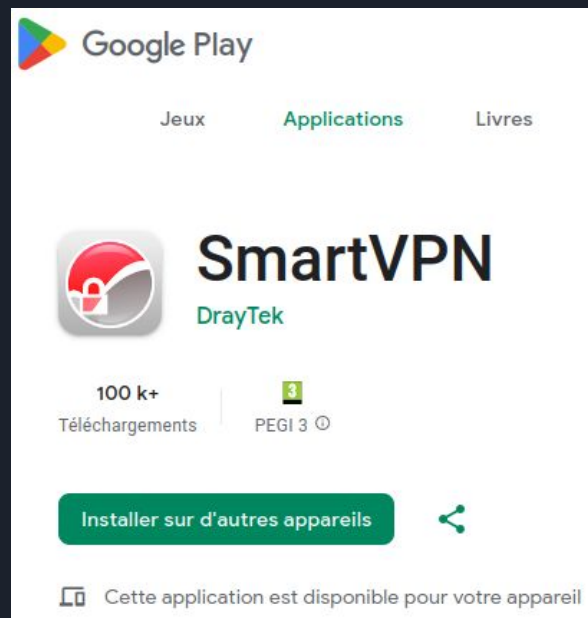 Google Play
Jeux Applications Livres
SmartVPN
DrayTek
100 k+
Téléchargements
3
PEGI 3
Installer sur d'autres appareils
Cette application est disponible pour votre appareil